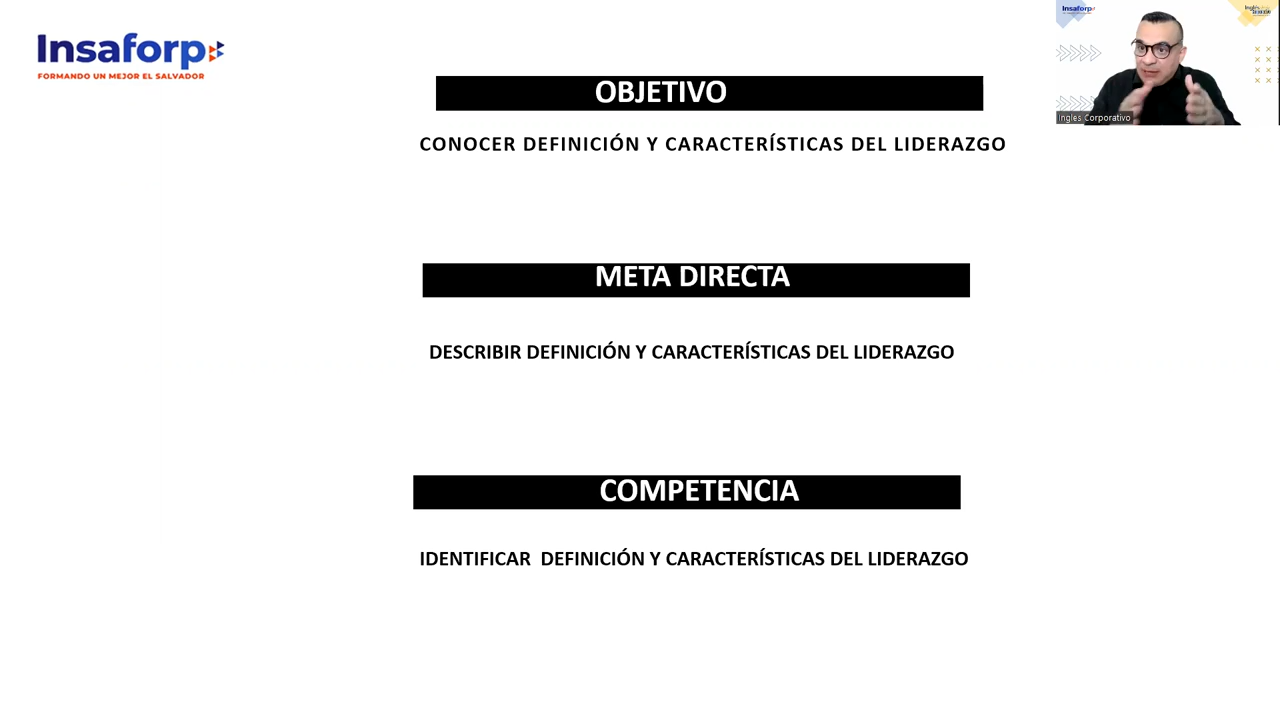 Insaforp
FORMANDO UN MEJOR EL SALVADOR
OBJETIVO
CONOCER DEFINICIÓN Y CARACTERÍSTICAS DEL LIDERAZGO
META DIRECTA
DESCRIBIR DEFINICIÓN Y CARACTERÍSTICAS DEL LIDERAZGO
COMPETENCIA
IDENTIFICAR DEFINICIÓN Y CARACTERÍSTICAS DEL LIDERAZGO
Insaforp
Ingles Corporativo